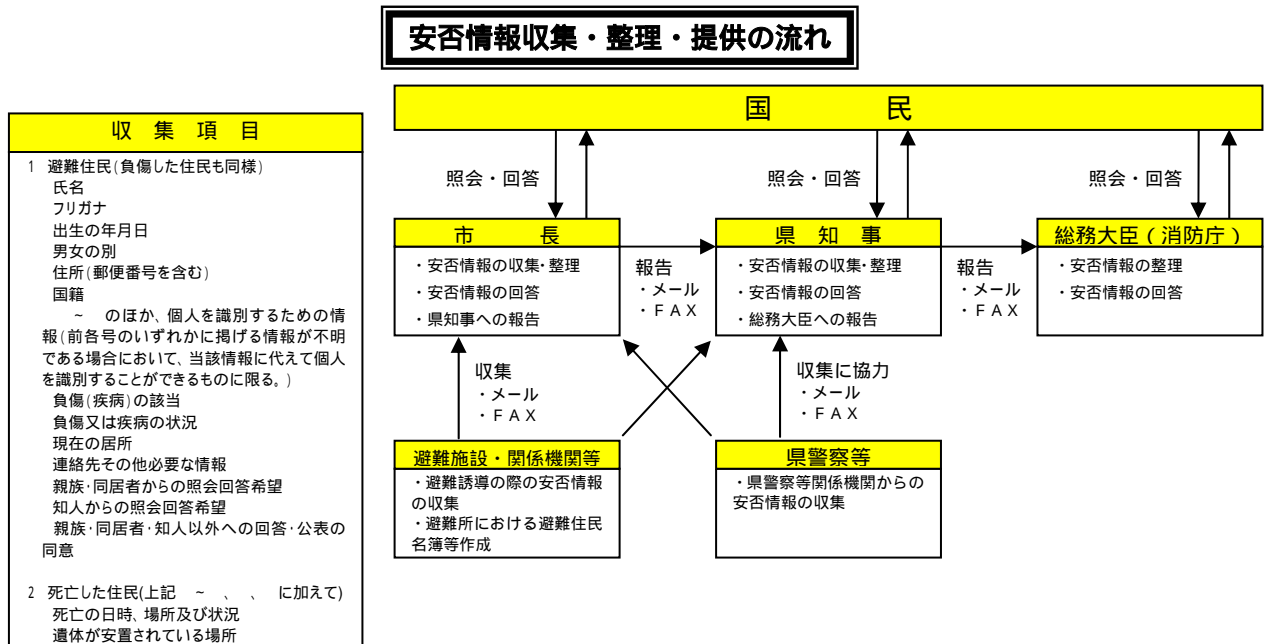 安否情報収集・整理・提供の流れ
国　民
収　集　項　目
1 避難住民(負傷した住民も同様)
氏名
フリガナ
出生の年月日
男女の別
住所(郵便番号を含む)
国籍
～　のほか、個人を識別するための情
報(前各号のいずれかに掲げる情報が不明
である場合において、当該情報に代えて個人
を識別することができるものに限る。)
負傷(疾病)の該当
負傷又は疾病の状況
現在の居所
連絡先その他必要な情報
親族・同居者からの照会回答希望
知人からの照会回答希望
親族・同居者・知人以外への回答・公表の
同意
2 死亡した住民(上記　～　、　、　に加えて)
死亡の日時、場所及び状況
遺体が安置されている場所
照会・回答
照会・回答
照会・回答
市　長
・安否情報の収集・整理
・安否情報の回答
・県知事への報告
報告
・メール
・ＦＡＸ
県　知　事
・安否情報の収集・整理
・安否情報の回答
・総務大臣への報告
報告
・メール
・ＦＡＸ
総務大臣（消防庁）
・安否情報の整理
・安否情報の回答
収集
・メール
・ＦＡＸ
収集に協力
・メール
・ＦＡＸ
避難施設・関係機関等
・避難誘導の際の安否情報
の収集
・避難所における避難住民
名簿等作成
県警察等
・県警察等関係機関からの
安否情報の収集